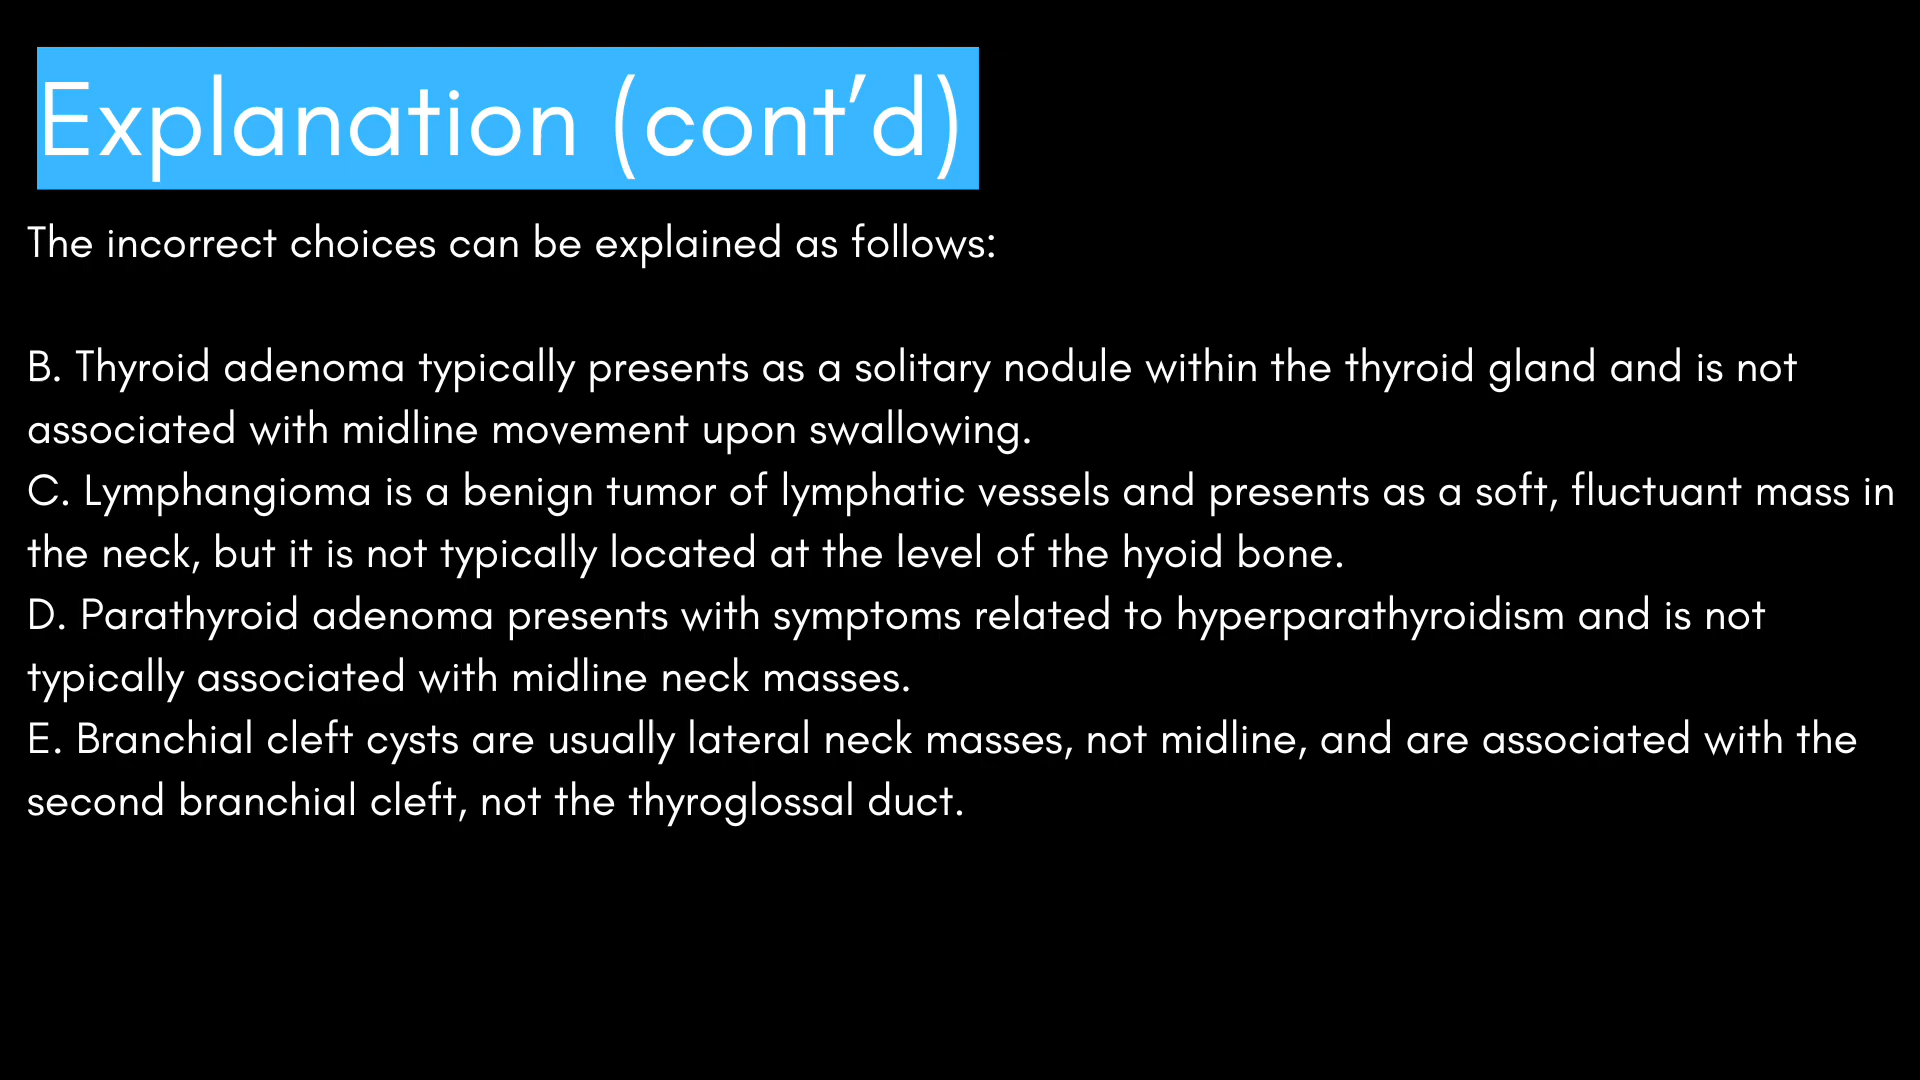 Explanation (cont’d)
The incorrect choices can be explained as follows:
B. Thyroid adenoma typically presents as a solitary nodule within the thyroid gland and is not
associated with midline movement upon swallowing.
C. Lymphangioma is a benign tumor of lymphatic vessels and presents as a soft, fluctuant mass in
the neck, but it is not typically located at the level of the hyoid bone.
D. Parathyroid adenoma presents with symptoms related to hyperparathyroidism and is not
typically associated with midline neck masses.
E. Branchial cleft cysts are usually lateral neck masses, not midline, and are associated with the
second branchial cleft, not the thyroglossal duct.